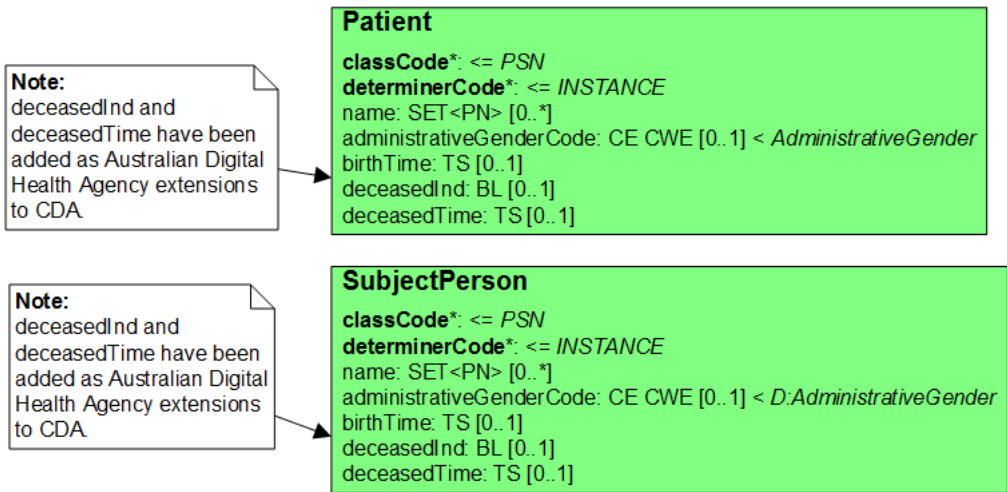 Patient
classCode*: <= PSN
determinerCode*: <= INSTANCE
name: SET<PN> [0..*]
administrativeGenderCode: CE CWE [0..1] < AdministrativeGender
birthTime: TS [0..1]
deceasedInd: BL [0..1]
deceasedTime: TS [0..1]
Note:
deceasedInd and
deceasedTime have been
added as Australian Digital
Health Agency extensions
to CDA.
SubjectPerson
classCode*: <= PSN
determinerCode*: <= INSTANCE
name: SET<PN> [0..*]
administrativeGenderCode: CE CWE [0..1] < D:AdministrativeGender
birthTime: TS [0..1]
deceasedInd: BL [0..1]
deceasedTime: TS [0..1]
Note:
deceasedInd and
deceasedTime have been
added as Australian Digital
Health Agency extensions
to CDA.